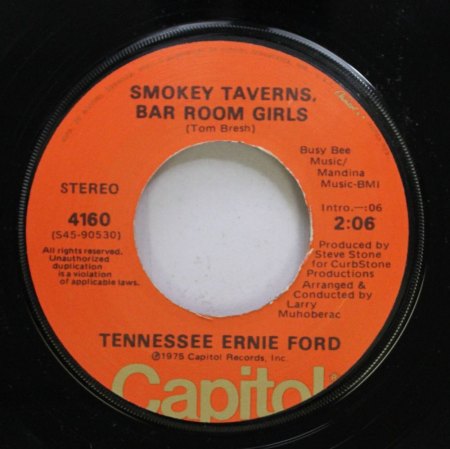 SMOKEY TAVERNS,
BAR ROOM GIRLS
(Tom Bresh)
Busy Bee
Music/
Mandina
Music-BMI
STEREO
4160
(S45-90530)
Intro.—:06
2:06
All rights reserved.
Unauthorized
duplication
is a violation
of applicable laws.
Produced by
Steve Stone
for CurbStone
Productions
Arranged &
Conducted by
Larry
Muhoberac
TENNESSEE ERNIE FORD
℗1975 Capitol Records, Inc.
Capitol®